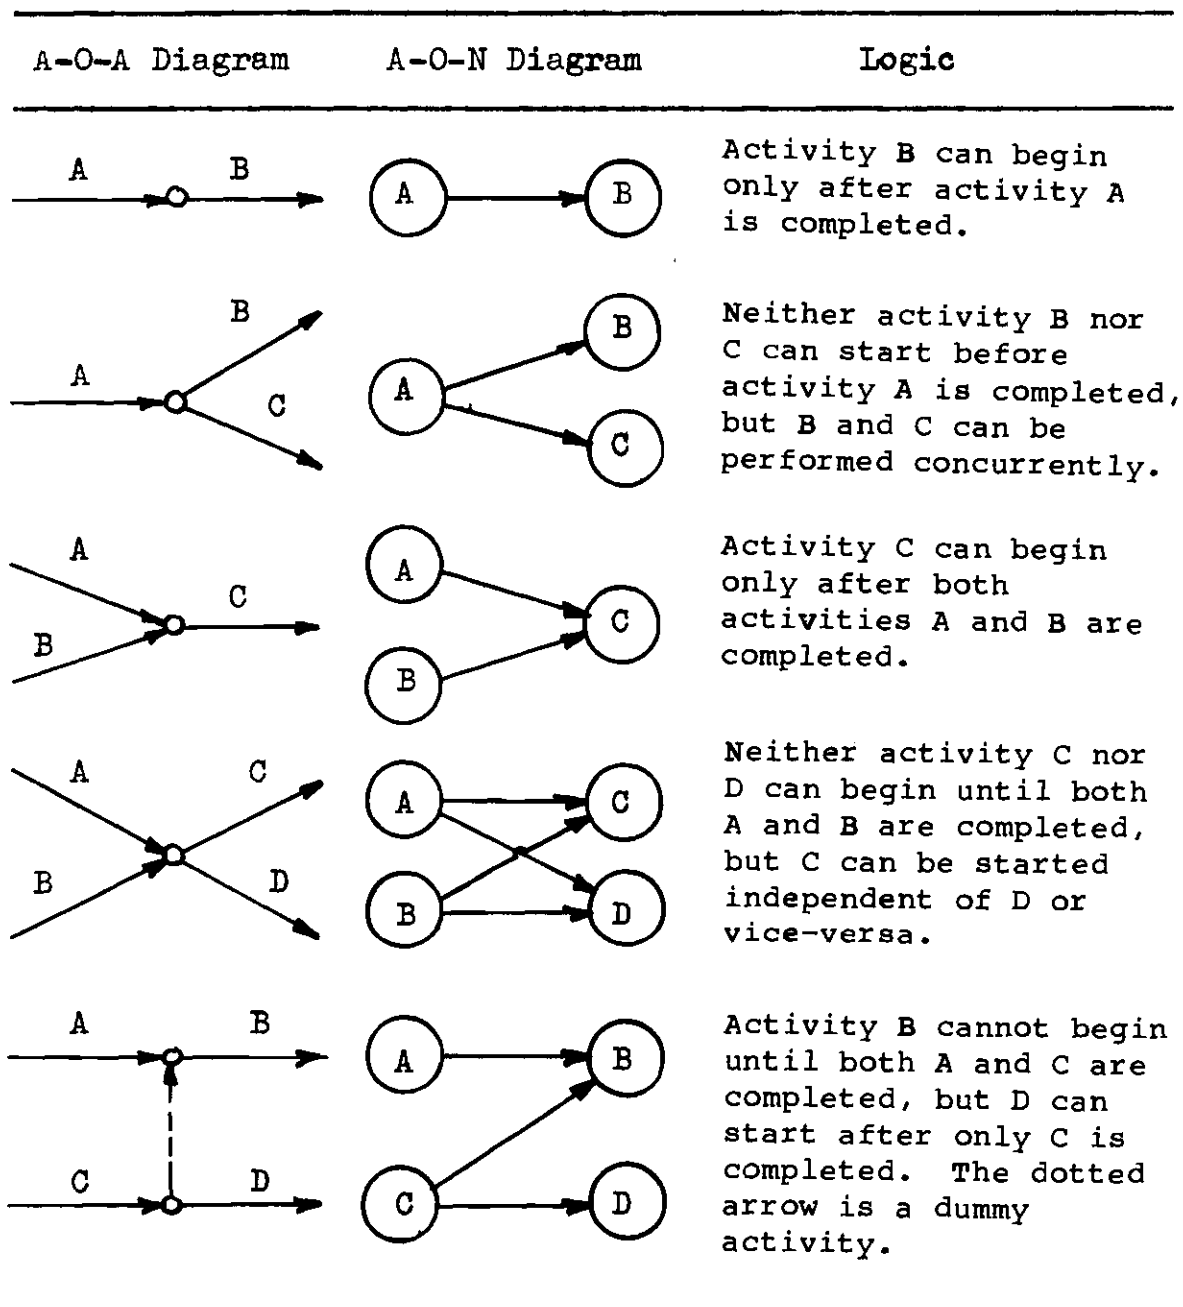 A-O-A Diagram A-O-N Diagram Logic
A B A B
Activity B can begin
only after activity A
is completed.
B
A C
A B C
Neither activity B nor
C can start before
activity A is completed,
but B and C can be
performed concurrently.
A
B C
A B C
Activity C can begin
only after both
activities A and B are
completed.
A C
B D
A C
B D
Neither activity C nor
D can begin until both
A and B are completed,
but C can be started
independent of D or
vice-versa.
A B
C D
A B
C D
Activity B cannot begin
until both A and C are
completed, but D can
start after only C is
completed. The dotted
arrow is a dummy
activity.